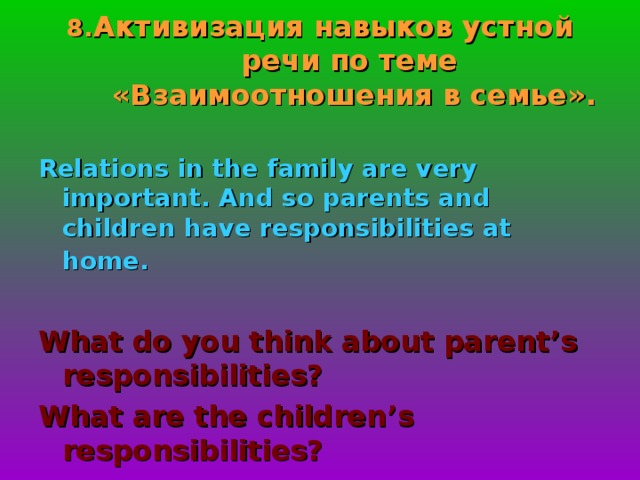 8.Активизация навыков устной
речи по теме
«Взаимоотношения в семье».
Relations in the family are very
important. And so parents and
children have responsibilities at
home.
What do you think about parent’s
responsibilities?
What are the children’s
responsibilities?